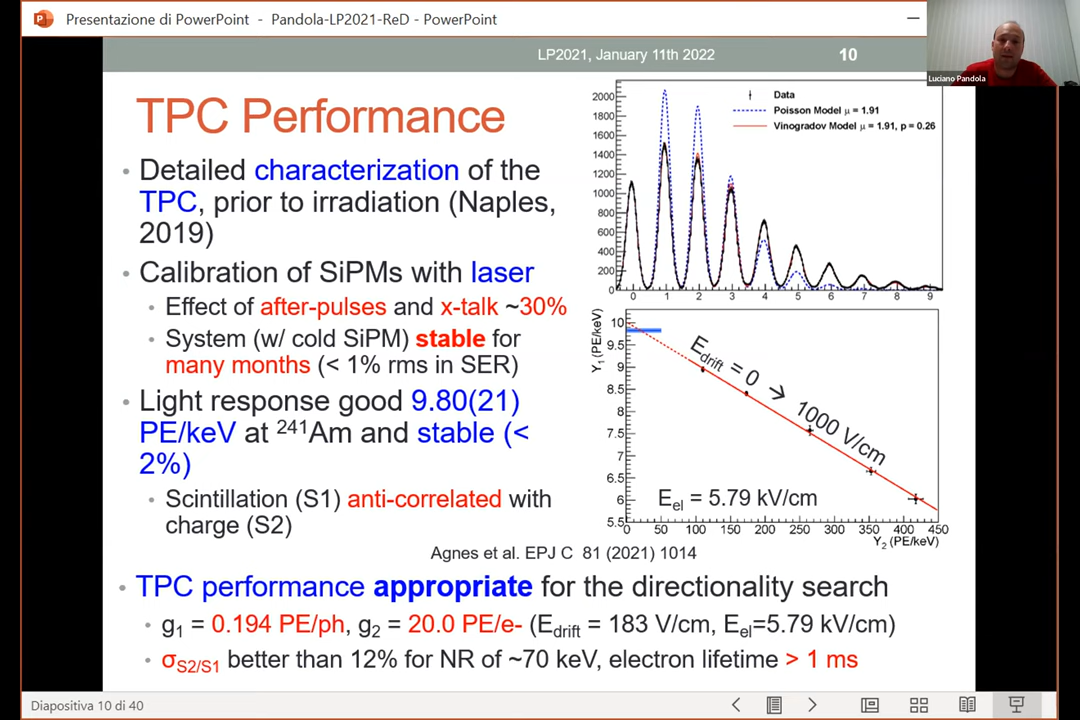 Presentazione di PowerPoint - Pandola-LP2021-ReD - PowerPoint
Luciano Pandola
LP2021, January 11th 2022 10
TPC Performance
• Detailed characterization of the
TPC, prior to irradiation (Naples,
2019)
• Calibration of SiPMs with laser
• Effect of after-pulses and x-talk ~30%
• System (w/ cold SiPM) stable for
many months (< 1% rms in SER)
• Light response good 9.80(21)
PE/keV at 241Am and stable (<
2%)
• Scintillation (S1) anti-correlated with
charge (S2)
2000
1800
1600
1400
1200
1000
800
600
400
200
0
0 1 2 3 4 5 6 7 8 9
Data
Poisson Model μ = 1.91
Vinogradov Model μ = 1.91, p = 0.26
Y1 (PE/keV)
10
9.5
9
8.5
8
7.5
7
6.5
6
5.5
Edrift = 0 → 1000 V/cm
Eel = 5.79 kV/cm
0 50 100 150 200 250 300 350 400 450
Y2 (PE/keV)
Agnes et al. EPJ C 81 (2021) 1014
• TPC performance appropriate for the directionality search
• g1 = 0.194 PE/ph, g2 = 20.0 PE/e- (Edrift = 183 V/cm, Eel=5.79 kV/cm)
• σS2/S1 better than 12% for NR of ~70 keV, electron lifetime > 1 ms
Diapositiva 10 di 40